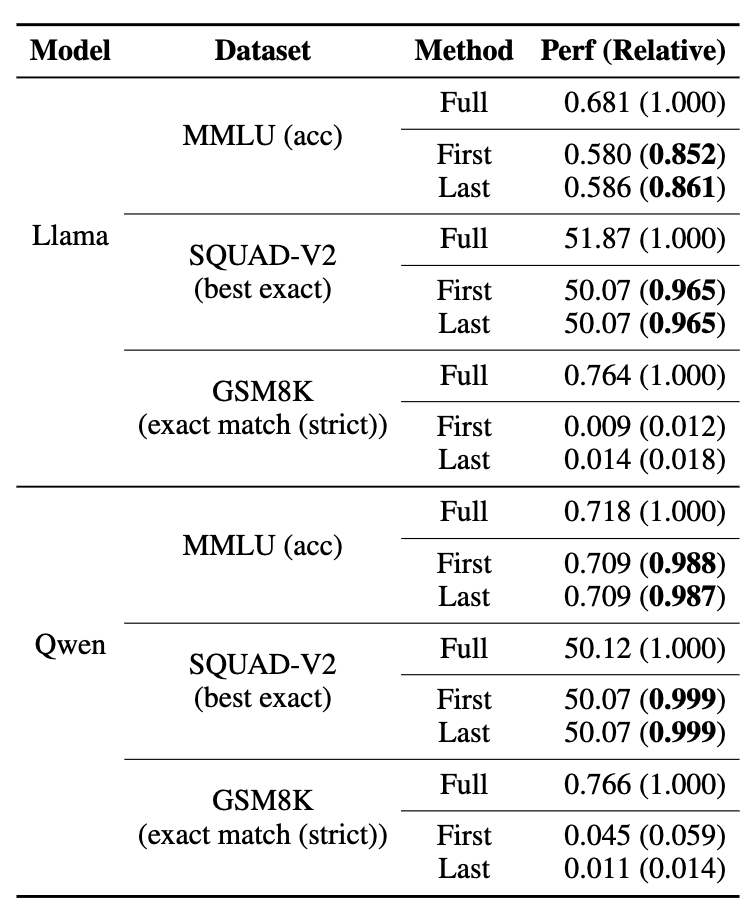 Model Dataset Method Perf (Relative)
Full 0.681 (1.000)
MMLU (acc)
First 0.580 (0.852)
Last 0.586 (0.861)
Llama
Full 51.87 (1.000)
SQUAD-V2
(best exact)
First 50.07 (0.965)
Last 50.07 (0.965)
Full 0.764 (1.000)
GSM8K
(exact match (strict))
First 0.009 (0.012)
Last 0.014 (0.018)
Full 0.718 (1.000)
MMLU (acc)
First 0.709 (0.988)
Last 0.709 (0.987)
Qwen
Full 50.12 (1.000)
SQUAD-V2
(best exact)
First 50.07 (0.999)
Last 50.07 (0.999)
Full 0.766 (1.000)
GSM8K
(exact match (strict))
First 0.045 (0.059)
Last 0.011 (0.014)